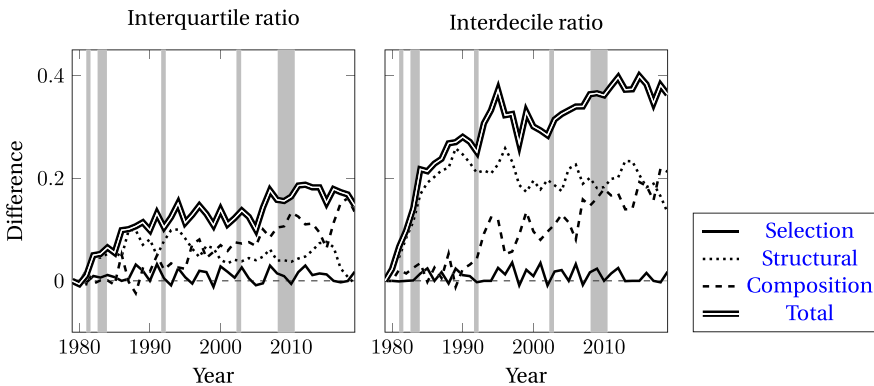 Interquartile ratio
Interdecile ratio
Difference
0.4
0.2
0
1980 1990 2000 2010
1980 1990 2000 2010
Year
Year
Selection
Structural
Composition
Total